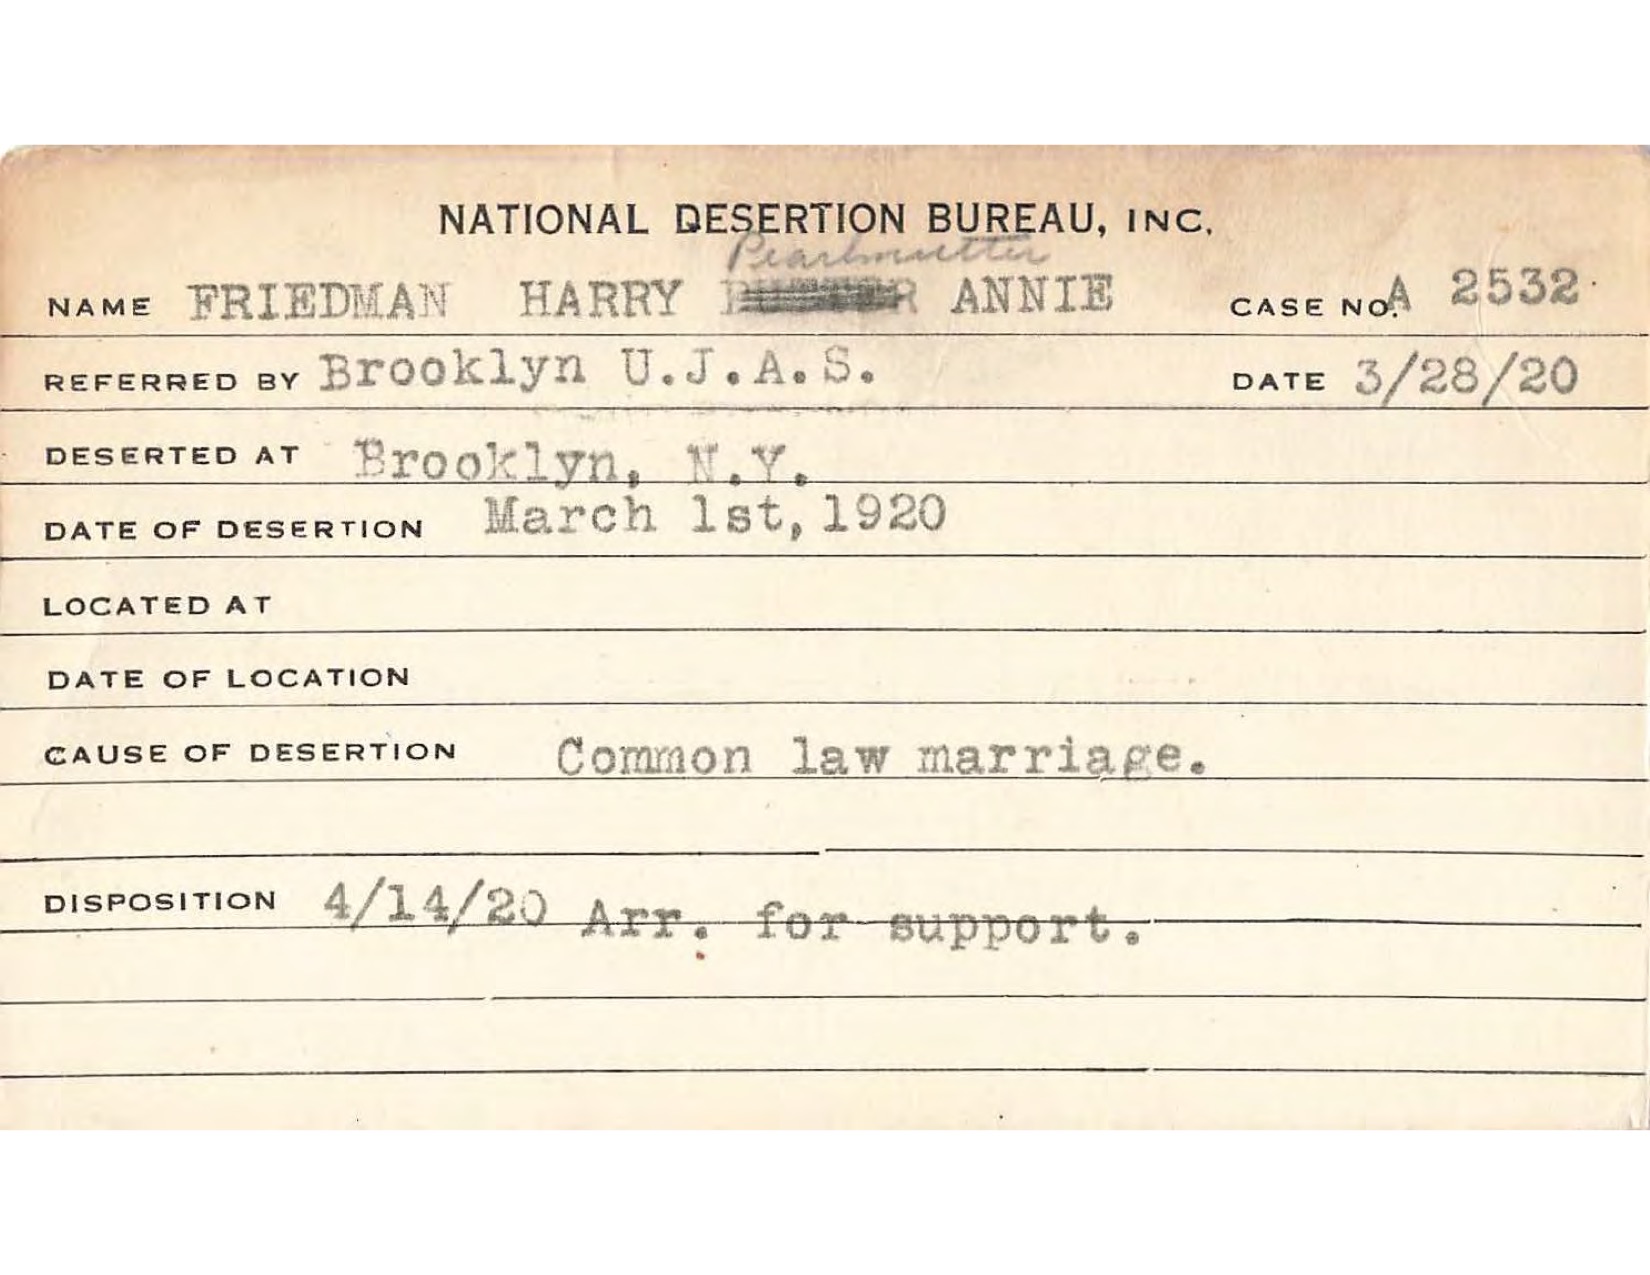 NATIONAL DESERTION BUREAU, INC.
Pearlmutter
NAME FRIEDMAN HARRY ANNIE CASE NO. A 2532
REFERRED BY Brooklyn U.J.A.S. DATE 3/28/20
DESERTED AT Brooklyn, N.Y.
DATE OF DESERTION March 1st, 1920
LOCATED AT
DATE OF LOCATION
CAUSE OF DESERTION Common law marriage.
DISPOSITION 4/14/20 Arr. for support.